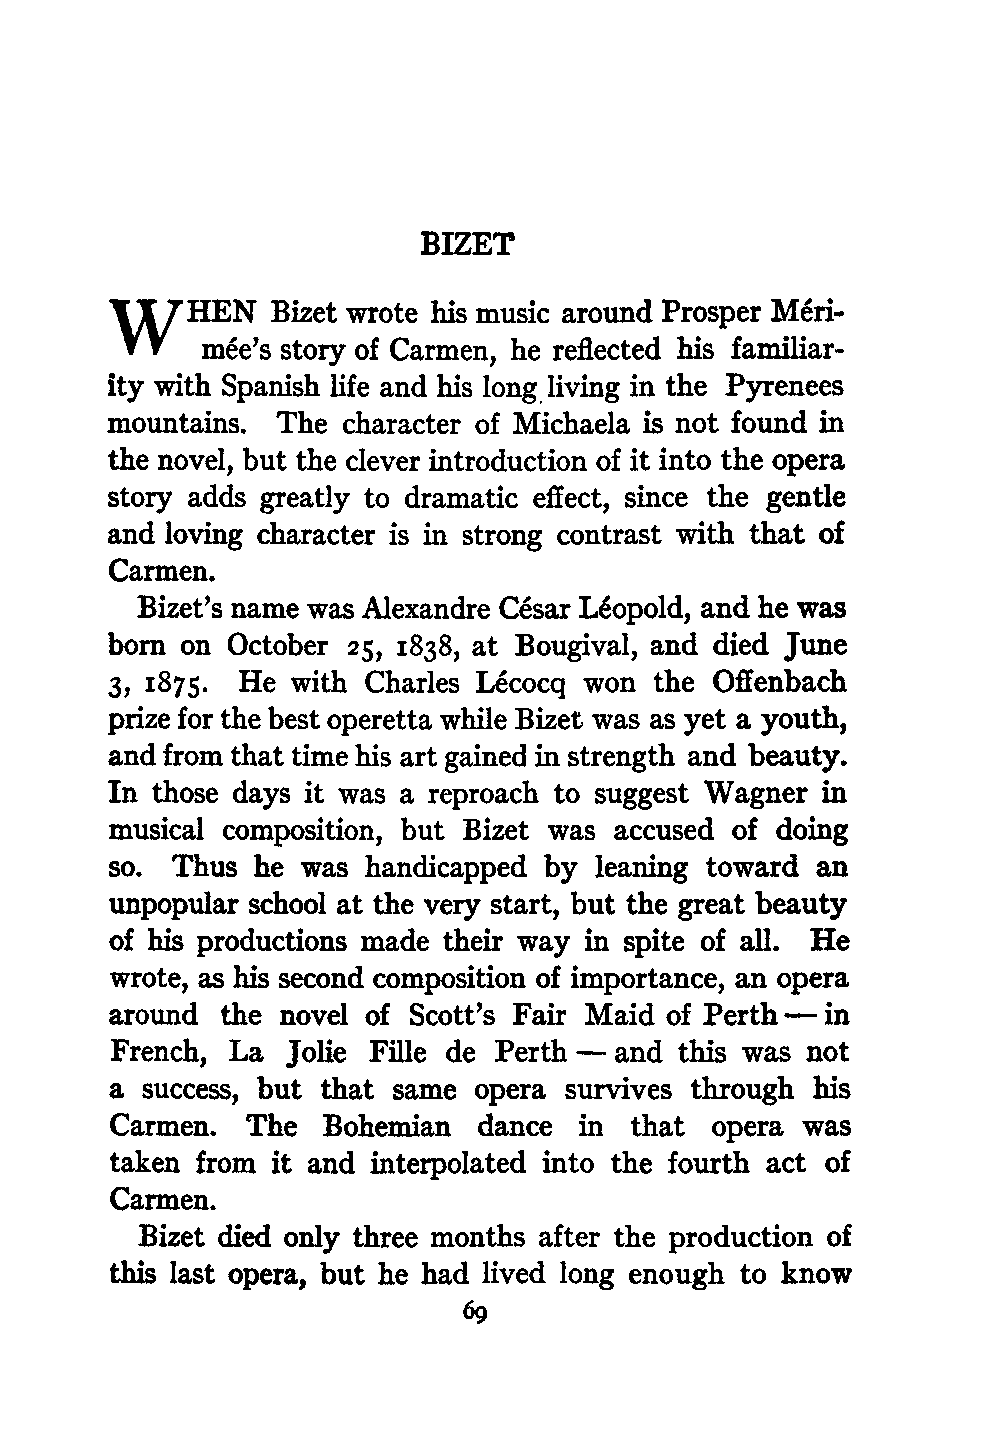 BIZET
WHEN Bizet wrote his music around Prosper Méri-
mée's story of Carmen, he reflected his familiar-
ity with Spanish life and his long living in the Pyrenees
mountains. The character of Michaela is not found in
the novel, but the clever introduction of it into the opera
story adds greatly to dramatic effect, since the gentle
and loving character is in strong contrast with that of
Carmen.
Bizet's name was Alexandre César Léopold, and he was
born on October 25, 1838, at Bougival, and died June
3, 1875. He with Charles Lécocq won the Offenbach
prize for the best operetta while Bizet was as yet a youth,
and from that time his art gained in strength and beauty.
In those days it was a reproach to suggest Wagner in
musical composition, but Bizet was accused of doing
so. Thus he was handicapped by leaning toward an
unpopular school at the very start, but the great beauty
of his productions made their way in spite of all. He
wrote, as his second composition of importance, an opera
around the novel of Scott's Fair Maid of Perth — in
French, La Jolie Fille de Perth — and this was not
a success, but that same opera survives through his
Carmen. The Bohemian dance in that opera was
taken from it and interpolated into the fourth act of
Carmen.
Bizet died only three months after the production of
this last opera, but he had lived long enough to know
69